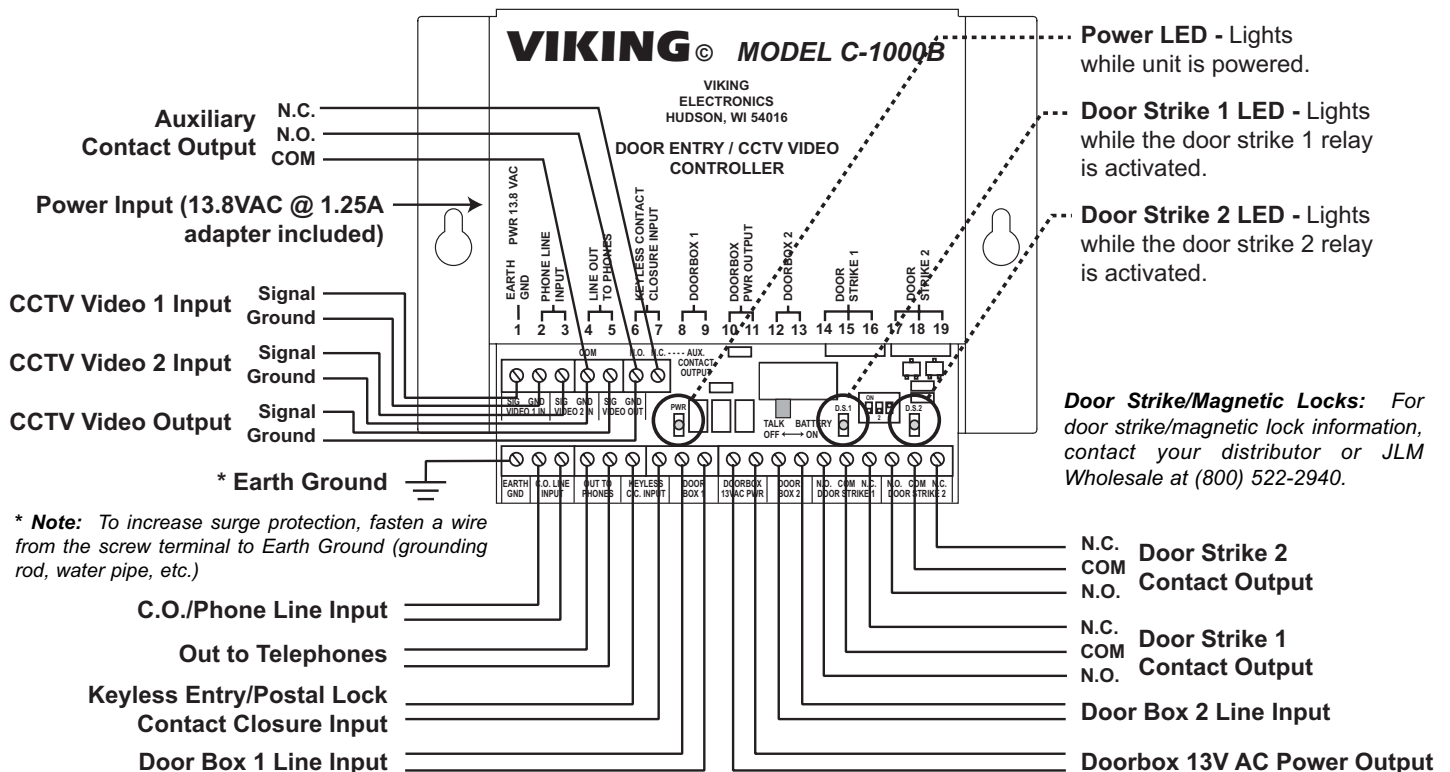 VIKING© MODEL C-1000B
VIKING
ELECTRONICS
HUDSON, WI 54016
DOOR ENTRY / CCTV VIDEO
CONTROLLER
Auxiliary
Contact Output
N.C.
N.O.
COM
Power Input (13.8VAC @ 1.25A
adapter included)
CCTV Video 1 Input
Signal
Ground
CCTV Video 2 Input
Signal
Ground
CCTV Video Output
Signal
Ground
* Earth Ground
* Note: To increase surge protection, fasten a wire
from the screw terminal to Earth Ground (grounding
rod, water pipe, etc.)
C.O./Phone Line Input
Out to Telephones
Keyless Entry/Postal Lock
Contact Closure Input
Door Box 1 Line Input
PWR 13.8 VAC
EARTH
GND
PHONE LINE
INPUT
LINE OUT
TO PHONES
KEYLESS CONTACT
CLOSURE INPUT
DOORBOX 1
DOORBOX
PWR OUTPUT
DOORBOX 2
DOOR
STRIKE 1
DOOR
STRIKE 2
1 2 3 4 5 6 7 8 9 10 11 12 13 14 15 16 17 18 19
COM N.O. N.C. ---- AUX.
CONTACT
OUTPUT
SIG GND SIG GND SIG GND
VIDEO 1 IN VIDEO 2 IN VIDEO OUT
PWR
TALK BATTERY
OFF ⟷ ON
D.S.1
ON
2
D.S.2
EARTH
GND
C.O. LINE
INPUT
OUT TO
PHONES
KEYLESS
C.C. INPUT
DOOR
BOX 1
DOORBOX
13VAC PWR
DOOR
BOX 2
N.O. COM N.C.
DOOR STRIKE 1
N.O. COM N.C.
DOOR STRIKE 2
Power LED - Lights
while unit is powered.
Door Strike 1 LED - Lights
while the door strike 1 relay
is activated.
Door Strike 2 LED - Lights
while the door strike 2 relay
is activated.
Door Strike/Magnetic Locks: For
door strike/magnetic lock information,
contact your distributor or JLM
Wholesale at (800) 522-2940.
N.C.
COM
N.O.
Door Strike 2
Contact Output
N.C.
COM
N.O.
Door Strike 1
Contact Output
Door Box 2 Line Input
Doorbox 13V AC Power Output